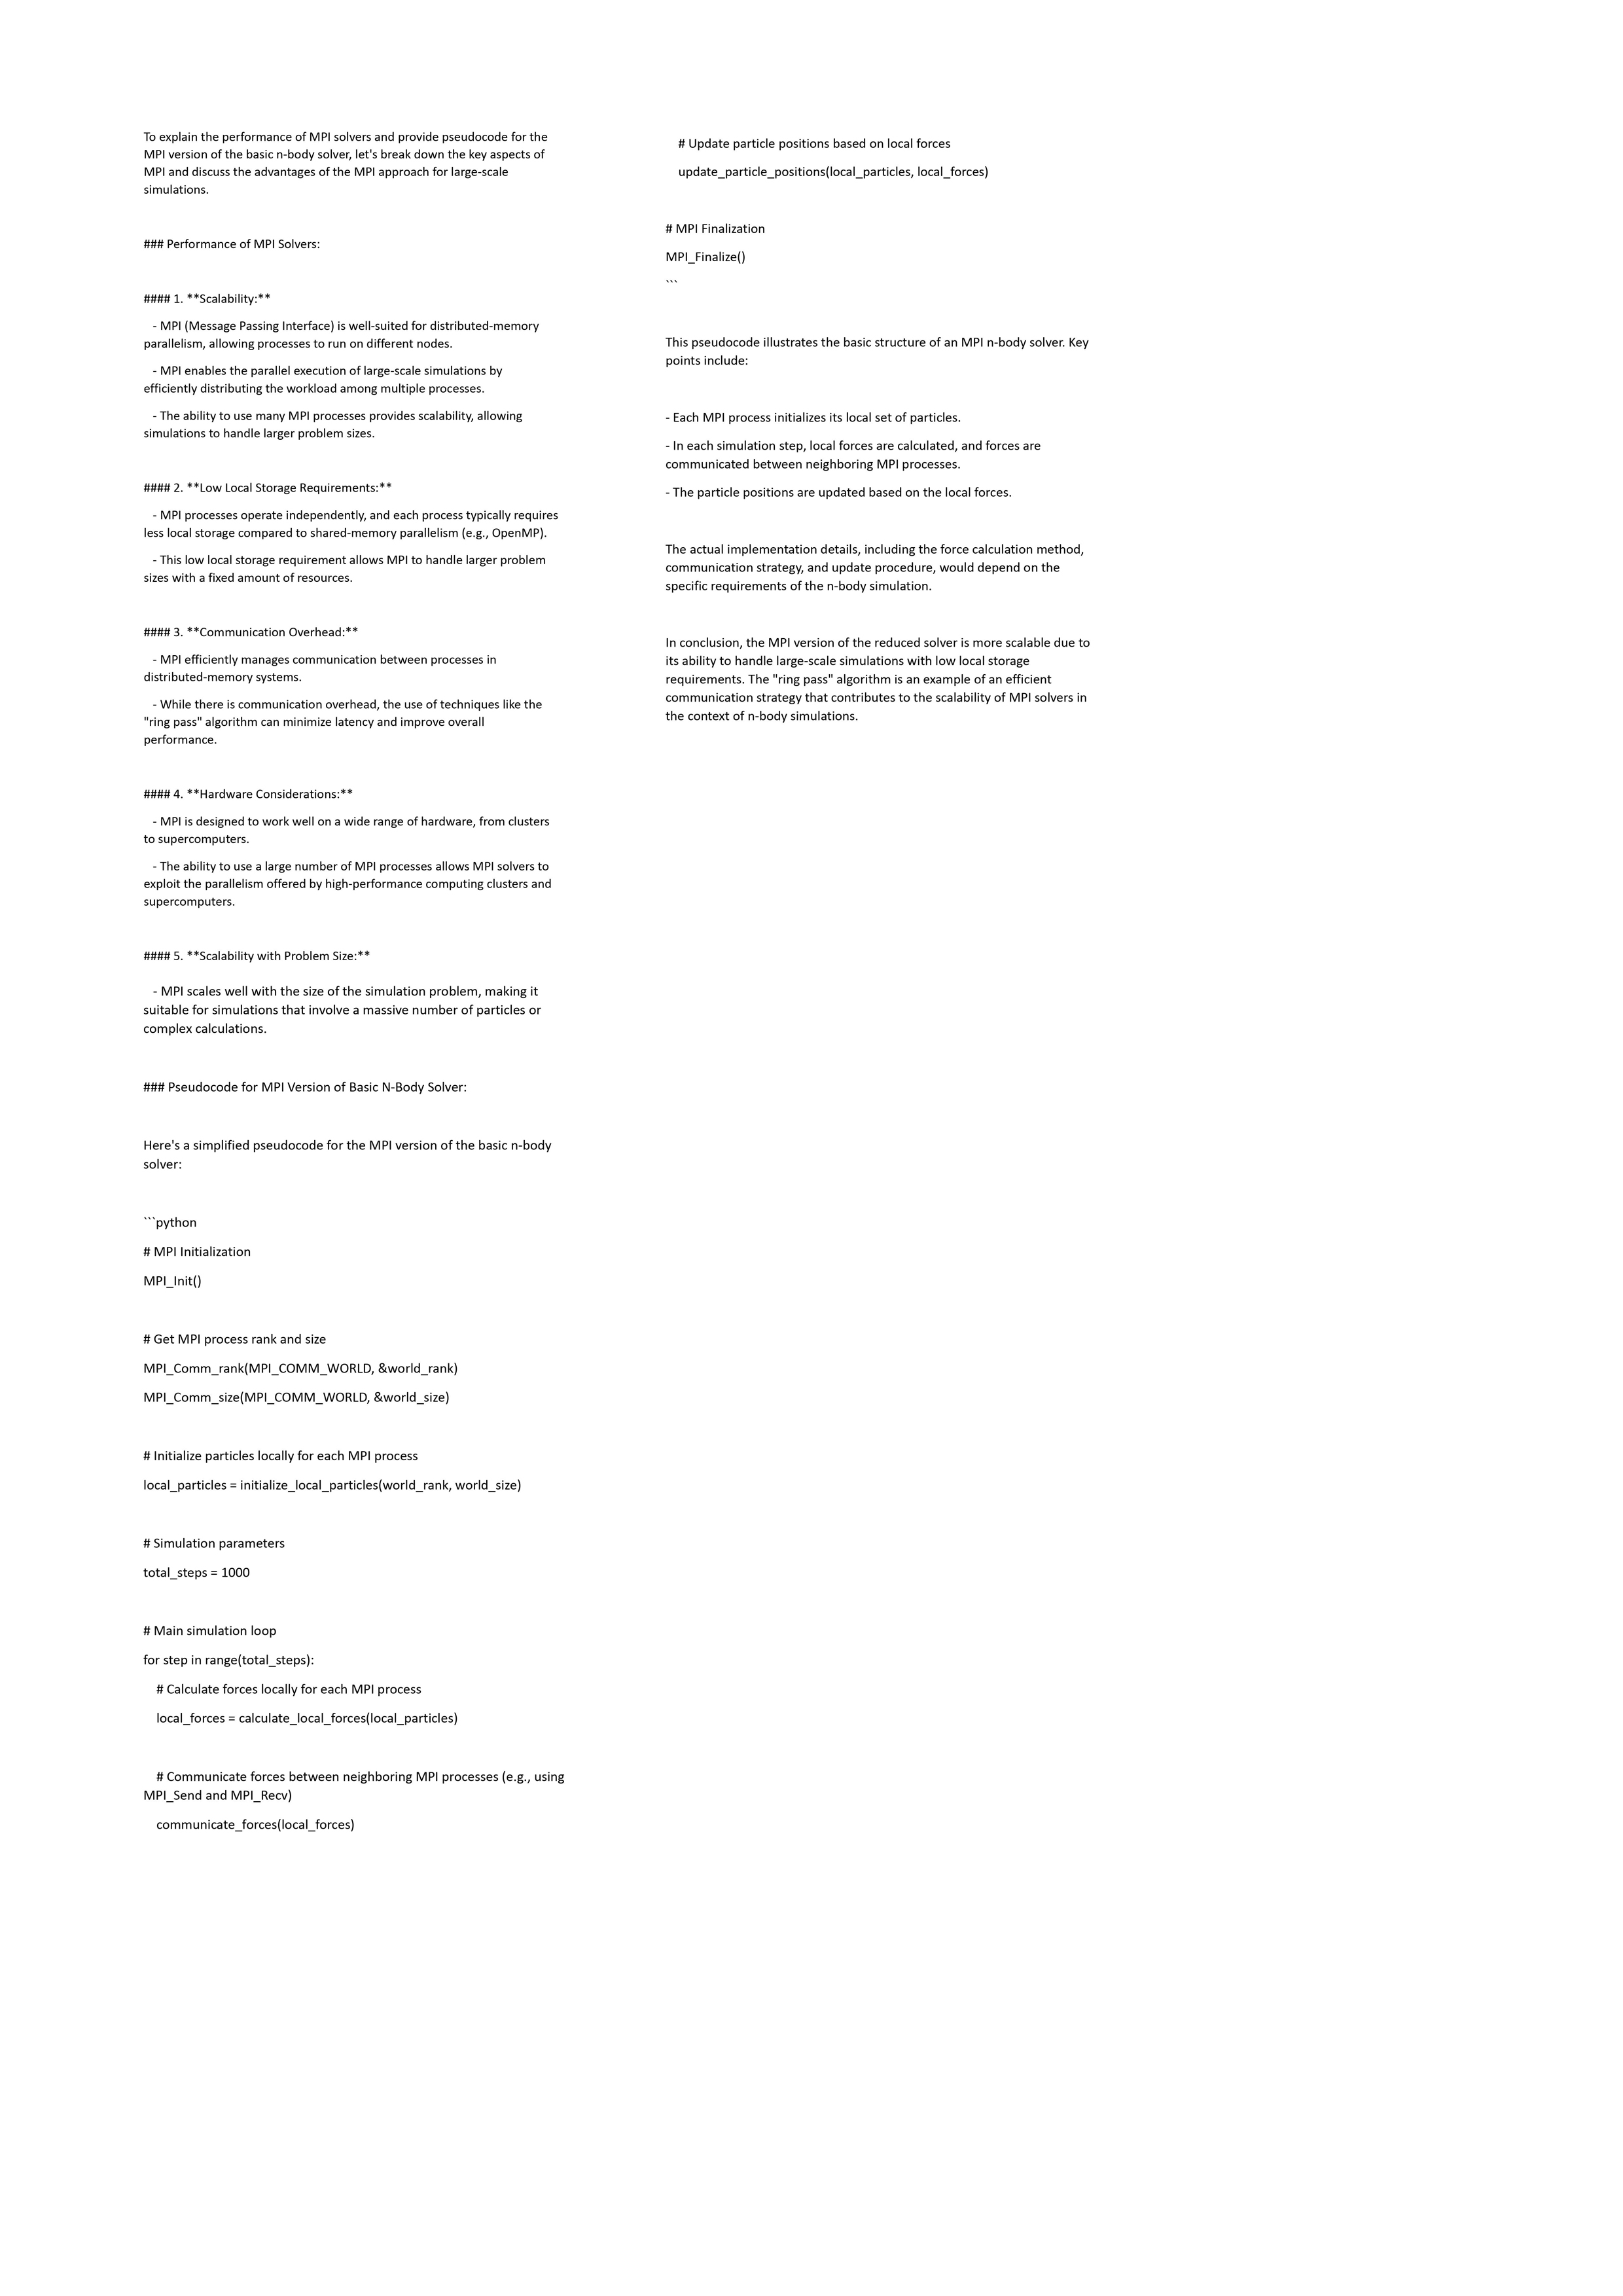 To explain the performance of MPI solvers and provide pseudocode for the
MPI version of the basic n-body solver, let's break down the key aspects of
MPI and discuss the advantages of the MPI approach for large-scale
simulations.
### Performance of MPI Solvers:
#### 1. **Scalability:**
- MPI (Message Passing Interface) is well-suited for distributed-memory
parallelism, allowing processes to run on different nodes.
- MPI enables the parallel execution of large-scale simulations by
efficiently distributing the workload among multiple processes.
- The ability to use many MPI processes provides scalability, allowing
simulations to handle larger problem sizes.
#### 2. **Low Local Storage Requirements:**
- MPI processes operate independently, and each process typically requires
less local storage compared to shared-memory parallelism (e.g., OpenMP).
- This low local storage requirement allows MPI to handle larger problem
sizes with a fixed amount of resources.
#### 3. **Communication Overhead:**
- MPI efficiently manages communication between processes in
distributed-memory systems.
- While there is communication overhead, the use of techniques like the
"ring pass" algorithm can minimize latency and improve overall
performance.
#### 4. **Hardware Considerations:**
- MPI is designed to work well on a wide range of hardware, from clusters
to supercomputers.
- The ability to use a large number of MPI processes allows MPI solvers to
exploit the parallelism offered by high-performance computing clusters and
supercomputers.
#### 5. **Scalability with Problem Size:**
- MPI scales well with the size of the simulation problem, making it
suitable for simulations that involve a massive number of particles or
complex calculations.
### Pseudocode for MPI Version of Basic N-Body Solver:
Here's a simplified pseudocode for the MPI version of the basic n-body
solver:
```python
# MPI Initialization
MPI_Init()
# Get MPI process rank and size
MPI_Comm_rank(MPI_COMM_WORLD, &world_rank)
MPI_Comm_size(MPI_COMM_WORLD, &world_size)
# Initialize particles locally for each MPI process
local_particles = initialize_local_particles(world_rank, world_size)
# Simulation parameters
total_steps = 1000
# Main simulation loop
for step in range(total_steps):
# Calculate forces locally for each MPI process
local_forces = calculate_local_forces(local_particles)
# Communicate forces between neighboring MPI processes (e.g., using
MPI_Send and MPI_Recv)
communicate_forces(local_forces)
# Update particle positions based on local forces
update_particle_positions(local_particles, local_forces)
# MPI Finalization
MPI_Finalize()
```
This pseudocode illustrates the basic structure of an MPI n-body solver. Key
points include:
- Each MPI process initializes its local set of particles.
- In each simulation step, local forces are calculated, and forces are
communicated between neighboring MPI processes.
- The particle positions are updated based on the local forces.
The actual implementation details, including the force calculation method,
communication strategy, and update procedure, would depend on the
specific requirements of the n-body simulation.
In conclusion, the MPI version of the reduced solver is more scalable due to
its ability to handle large-scale simulations with low local storage
requirements. The "ring pass" algorithm is an example of an efficient
communication strategy that contributes to the scalability of MPI solvers in
the context of n-body simulations.